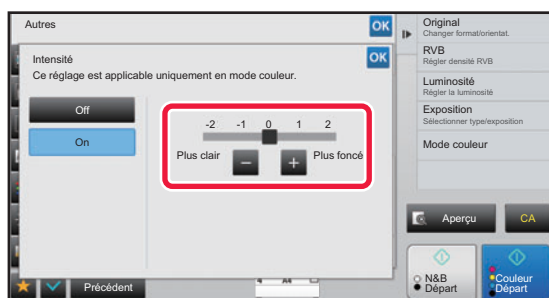 Autres
OK
Intensité
OK
Ce réglage est applicable uniquement en mode couleur.
Off
On
-2 -1 0 1 2
Plus clair
Plus foncé
Précédent
A4
Original
Changer format/orientat.
RVB
Régler densité RVB
Luminosité
Régler la luminosité
Exposition
Sélectionner type/exposition
Mode couleur
Aperçu
CA
N&B
Départ
Couleur
Départ